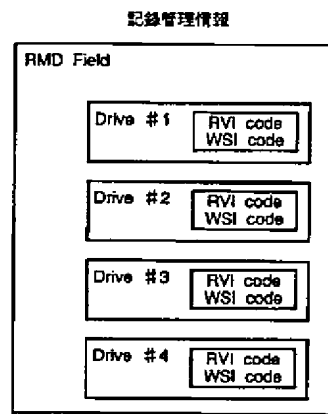 記録管理情報
RMD Field
Drive #1
RVI code
WSI code
Drive #2
RVI code
WSI code
Drive #3
RVI code
WSI code
Drive #4
RVI code
WSI code